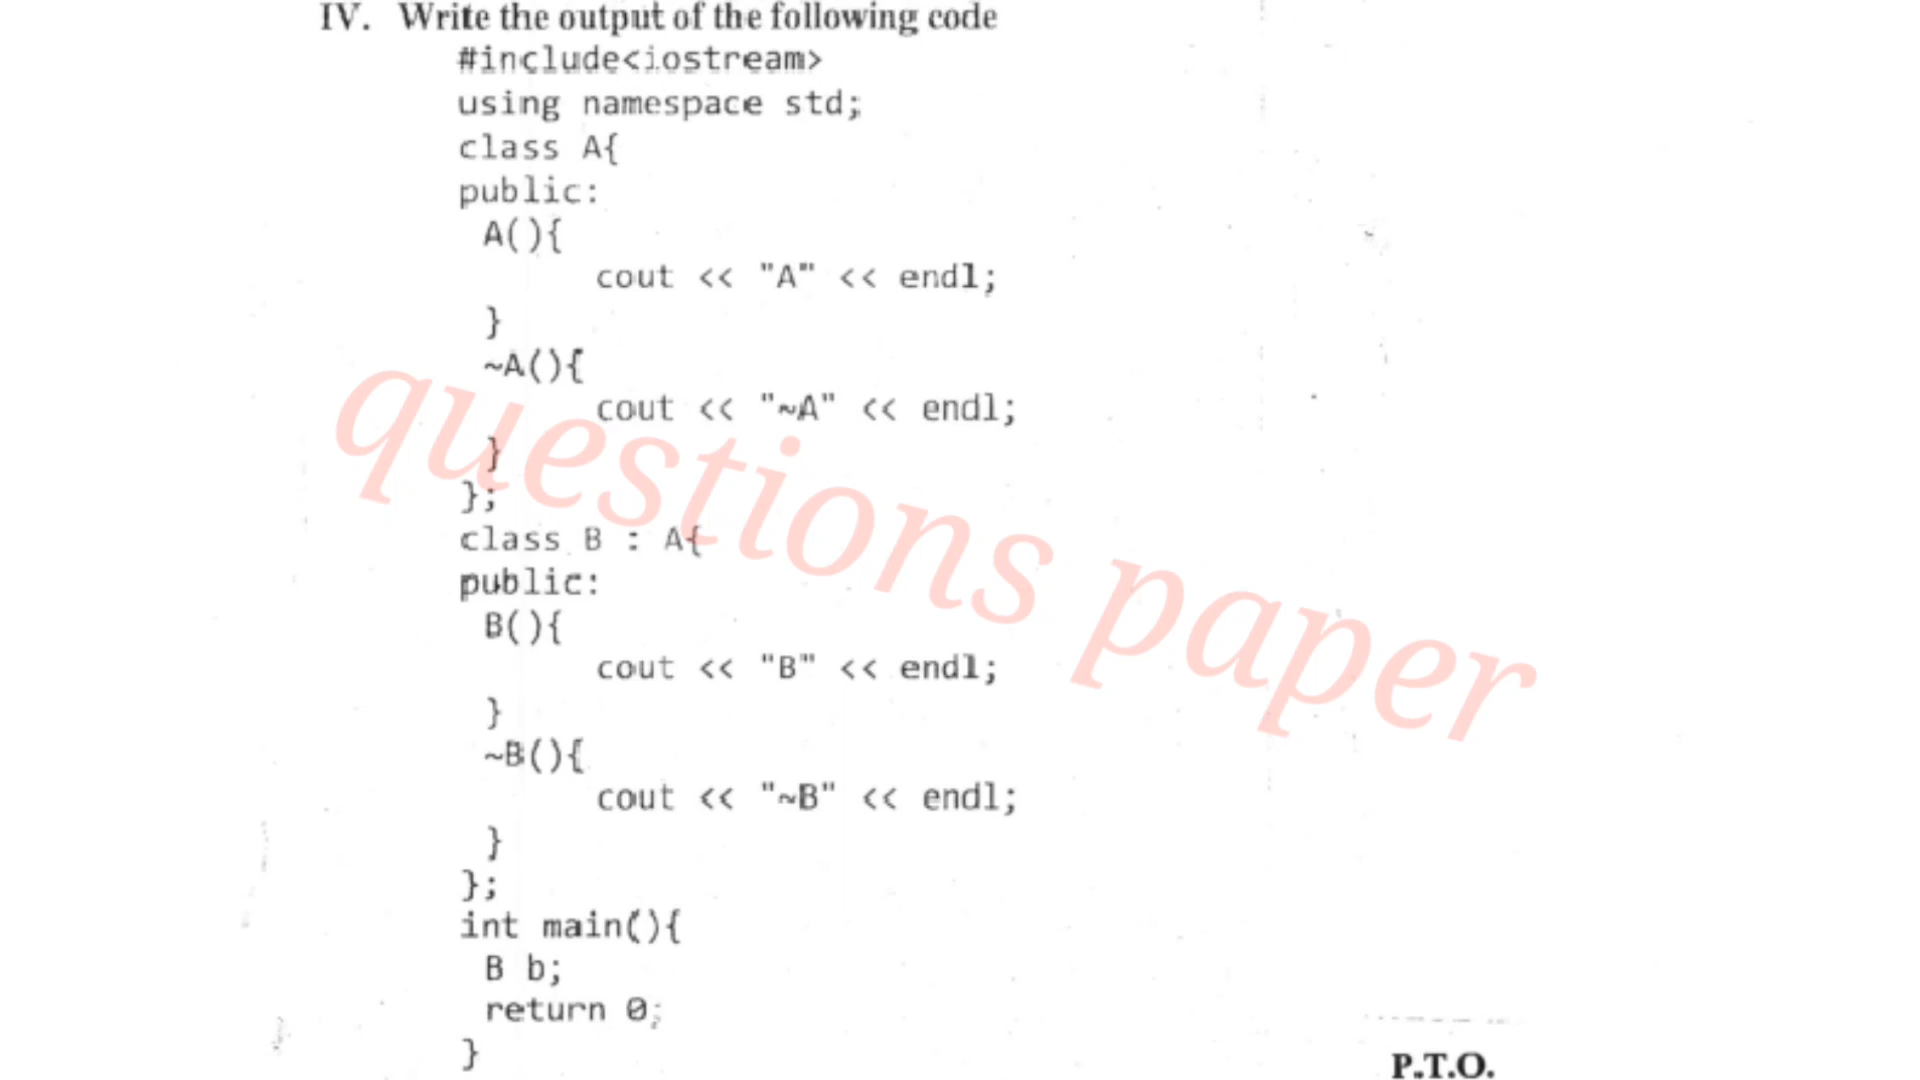 IV. Write the output of the following code
#include<iostream>
using namespace std;
class A{
public:
A(){
cout << "A" << endl;
}
~A(){
cout << "~A" << endl;
}
};
class B : A{
public:
B(){
cout << "B" << endl;
}
~B(){
cout << "~B" << endl;
}
};
int main(){
B b;
return 0;
}
P.T.O.
questions paper